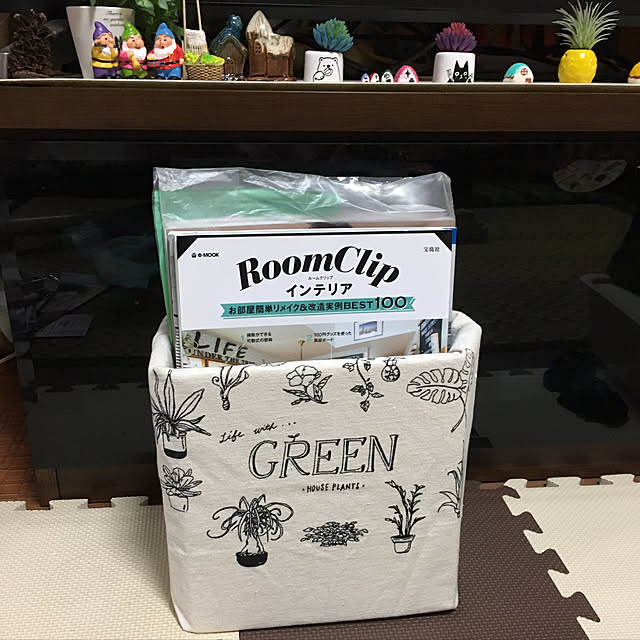 e-MOOK
宝島社
RoomClip
ルームクリップ
インテリア
お部屋簡単リメイク&改造実例BEST100
LIFE
Life with...
GREEN
・HOUSE PLANTS・